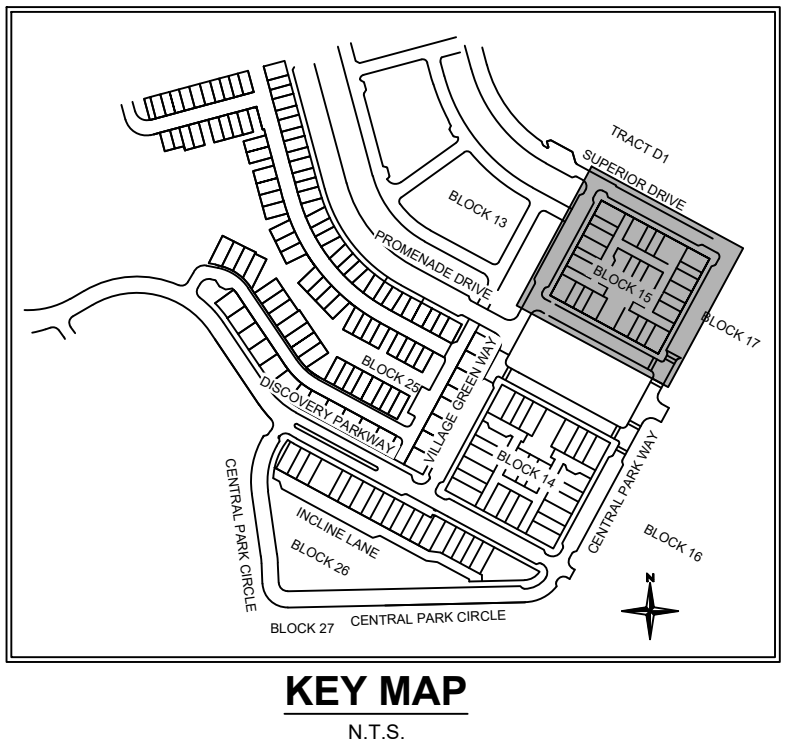 TRACT D1
SUPERIOR DRIVE
BLOCK 13
PROMENADE DRIVE
BLOCK 15
BLOCK 17
BLOCK 25
VILLAGE GREEN WAY
DISCOVERY PARKWAY
BLOCK 14
CENTRAL PARK WAY
CENTRAL PARK CIRCLE
INCLINE LANE
BLOCK 26
BLOCK 16
N
CENTRAL PARK CIRCLE
BLOCK 27
KEY MAP
N.T.S.